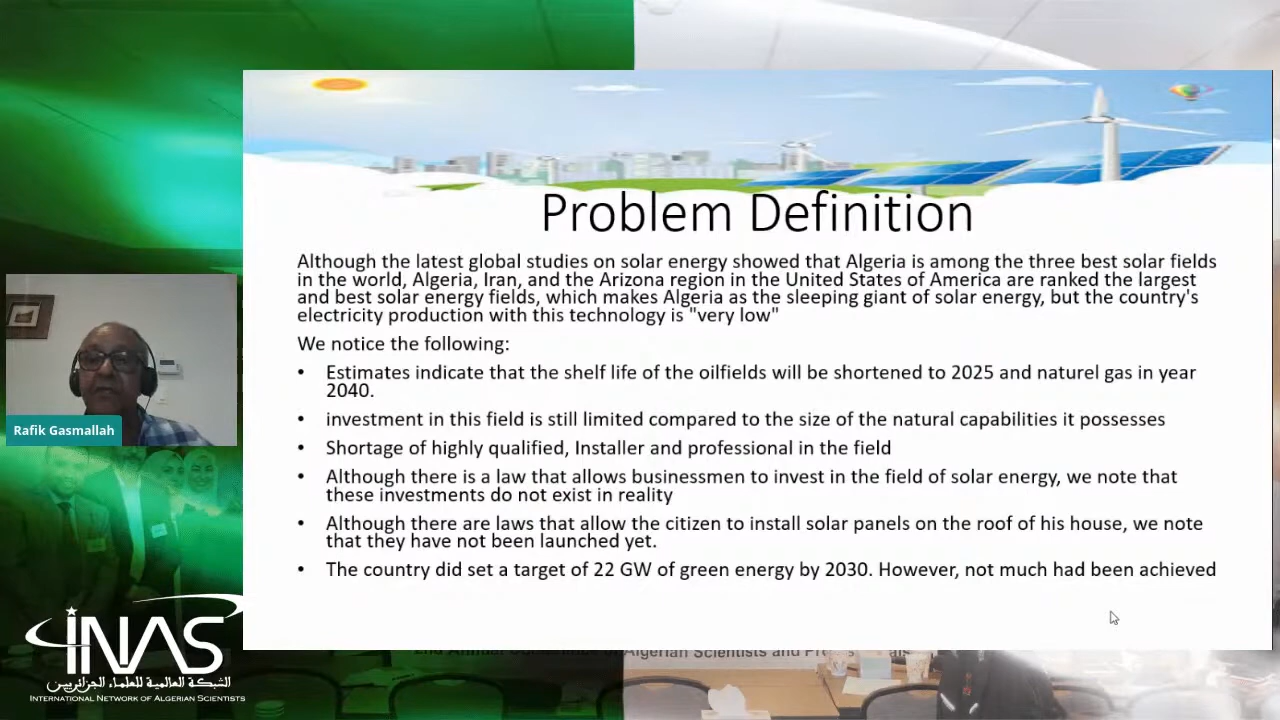 Problem Definition
Although the latest global studies on solar energy showed that Algeria is among the three best solar fields
in the world, Algeria, Iran, and the Arizona region in the United States of America are ranked the largest
and best solar energy fields, which makes Algeria as the sleeping giant of solar energy, but the country's
electricity production with this technology is "very low"
We notice the following:
• Estimates indicate that the shelf life of the oilfields will be shortened to 2025 and naturel gas in year
2040.
• investment in this field is still limited compared to the size of the natural capabilities it possesses
• Shortage of highly qualified, Installer and professional in the field
• Although there is a law that allows businessmen to invest in the field of solar energy, we note that
these investments do not exist in reality
• Although there are laws that allow the citizen to install solar panels on the roof of his house, we note
that they have not been launched yet.
• The country did set a target of 22 GW of green energy by 2030. However, not much had been achieved
Rafik Gasmallah
iNAS
الشبكة العالمية للعلماء الجزائريين
INTERNATIONAL NETWORK OF ALGERIAN SCIENTISTS
Algerian Scientists and